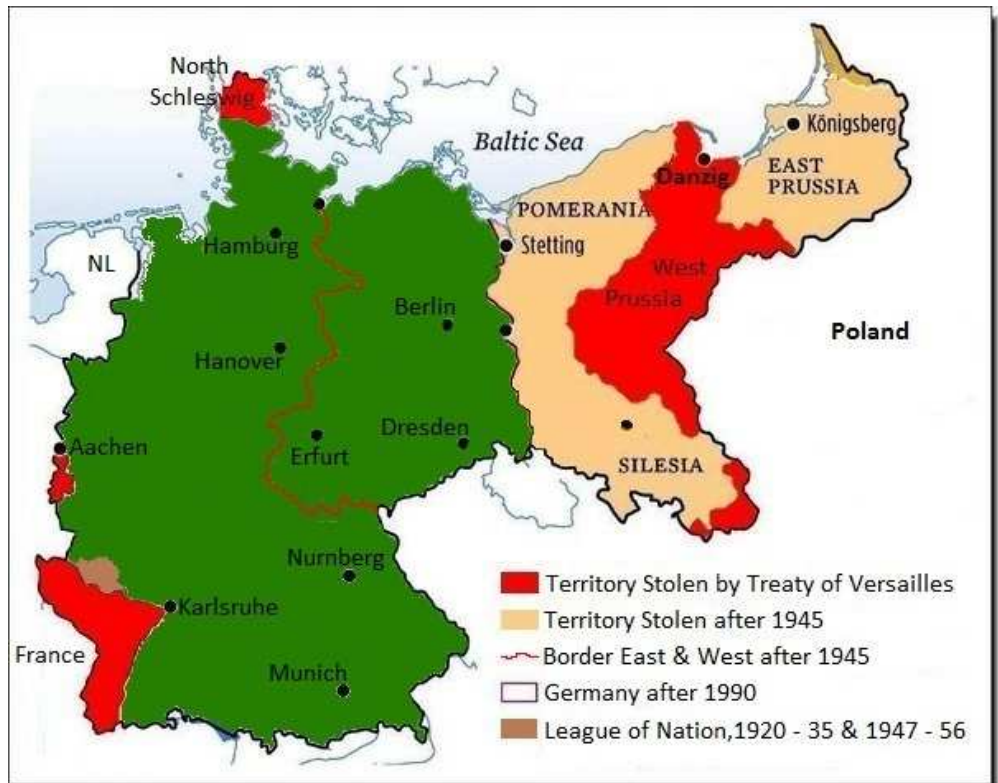 North
Schleswig
Baltic Sea
Königsberg
EAST
PRUSSIA
Danzig
POMERANIA
Hamburg
Stetting
NL
West
Prussia
Berlin
Poland
Hanover
Aachen
Dresden
Erfurt
SILESIA
Nurnberg
Karlsruhe
France
Munich
Territory Stolen by Treaty of Versailles
Territory Stolen after 1945
Border East & West after 1945
Germany after 1990
League of Nation,1920 - 35 & 1947 - 56